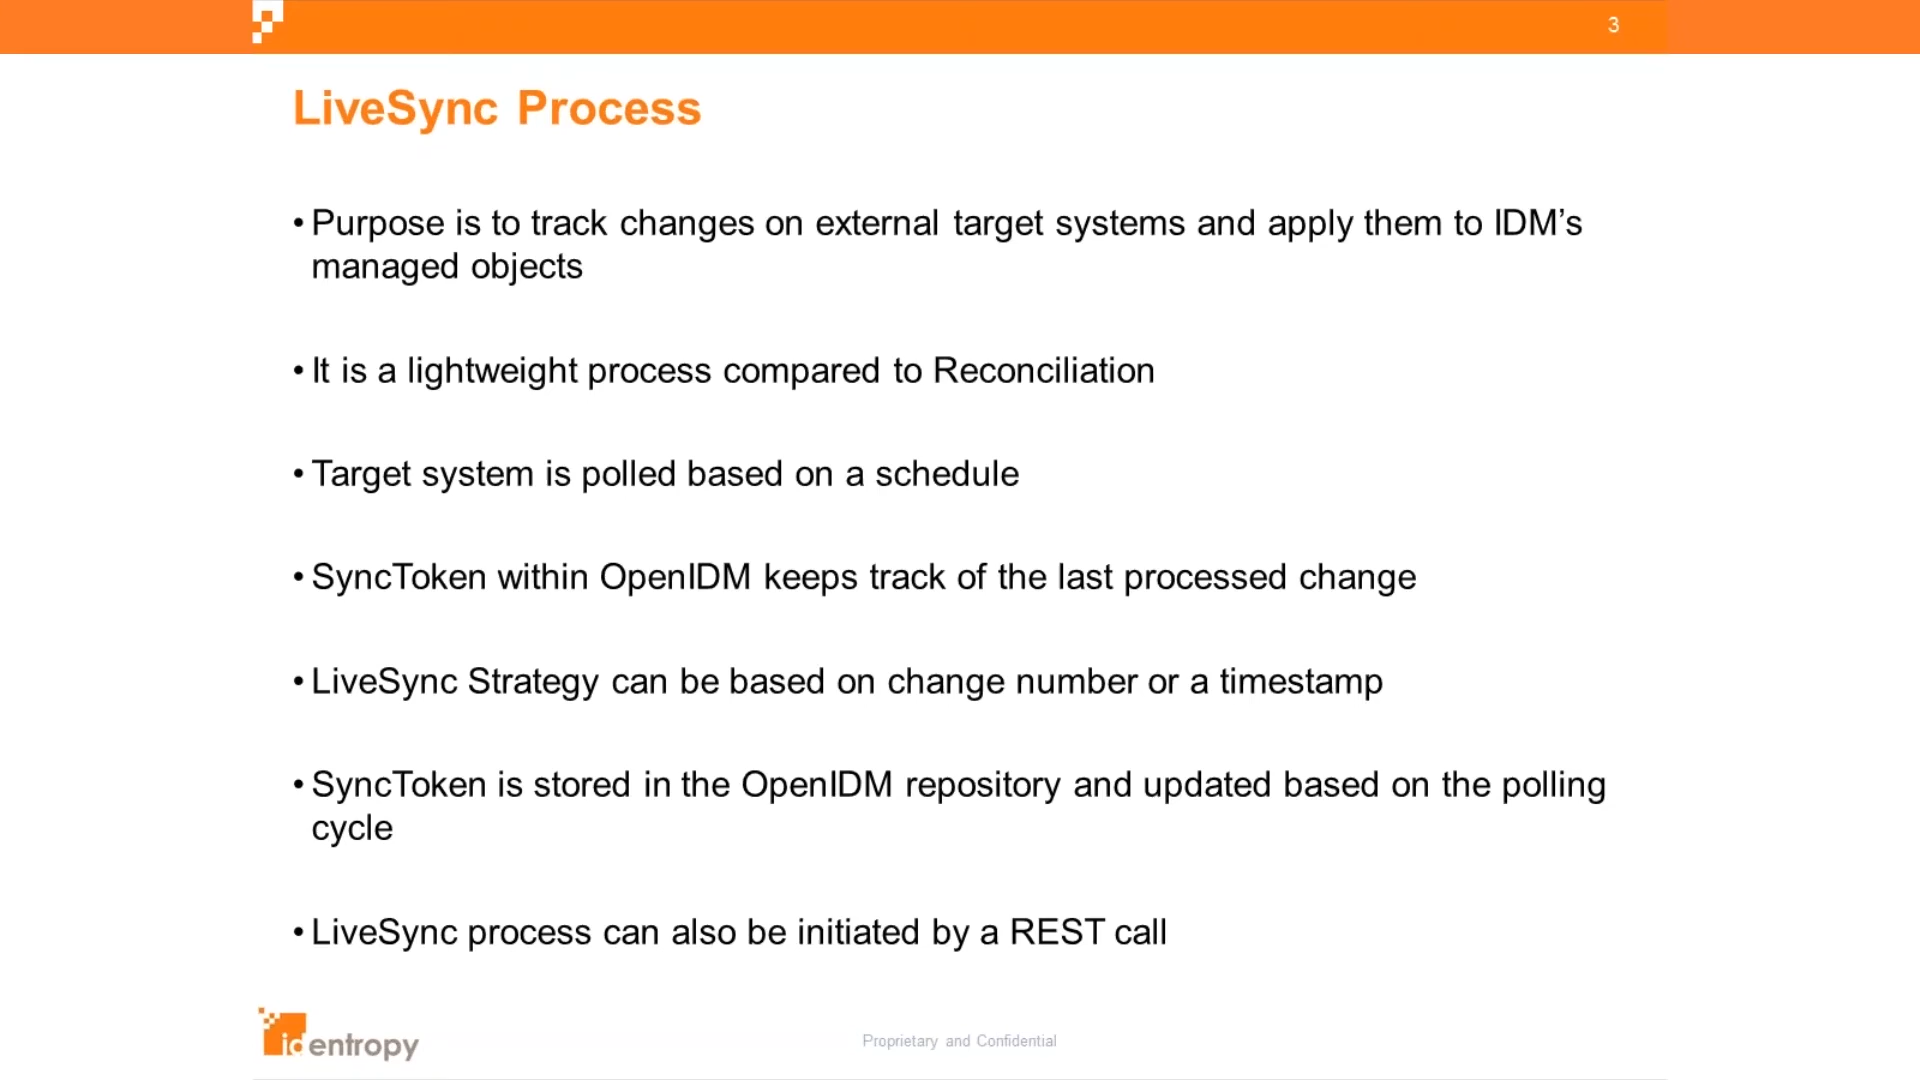 3
LiveSync Process
• Purpose is to track changes on external target systems and apply them to IDM’s
managed objects
• It is a lightweight process compared to Reconciliation
• Target system is polled based on a schedule
• SyncToken within OpenIDM keeps track of the last processed change
• LiveSync Strategy can be based on change number or a timestamp
• SyncToken is stored in the OpenIDM repository and updated based on the polling
cycle
• LiveSync process can also be initiated by a REST call
identropy
Proprietary and Confidential